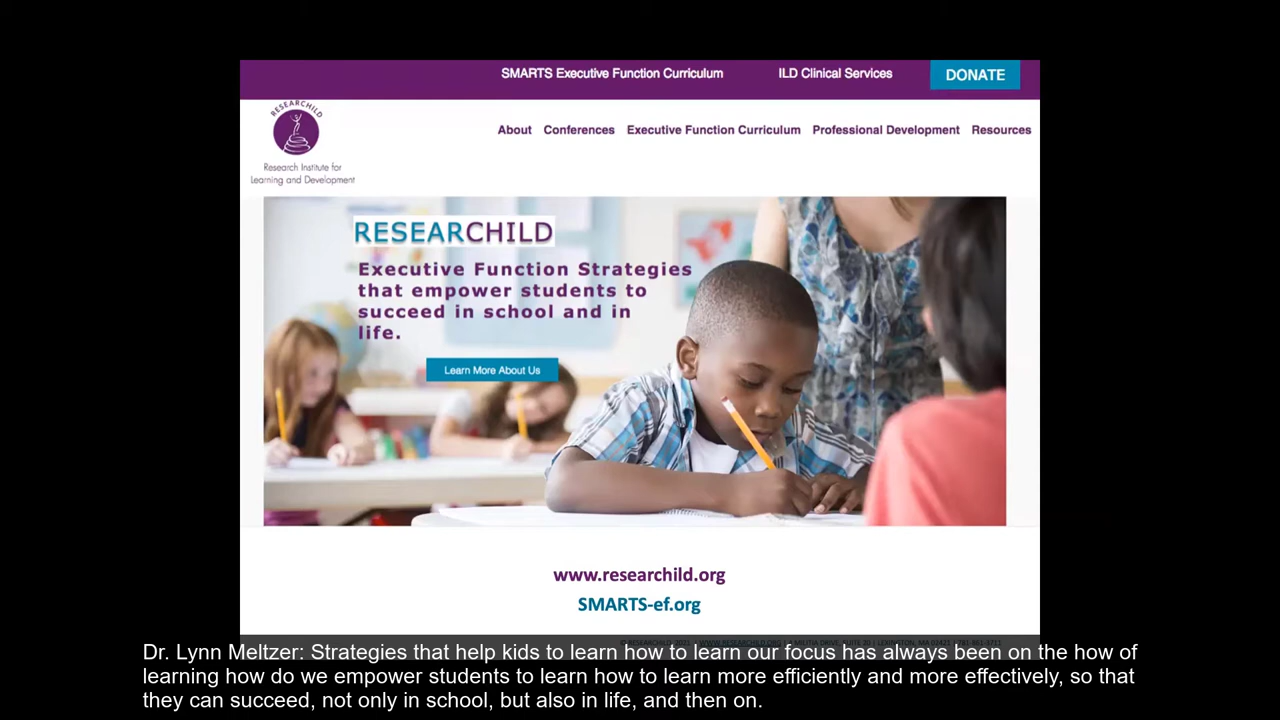 SMARTS Executive Function Curriculum ILD Clinical Services DONATE
RESEARCHILD
Research Institute for
Learning and Development
About Conferences Executive Function Curriculum Professional Development Resources
RESEARCHILD
Executive Function Strategies
that empower students to
succeed in school and in
life.
Learn More About Us
www.researchild.org
SMARTS-ef.org
Dr. Lynn Meltzer: Strategies that help kids to learn how to learn our focus has always been on the how of
learning how do we empower students to learn how to learn more efficiently and more effectively, so that
they can succeed, not only in school, but also in life, and then on.